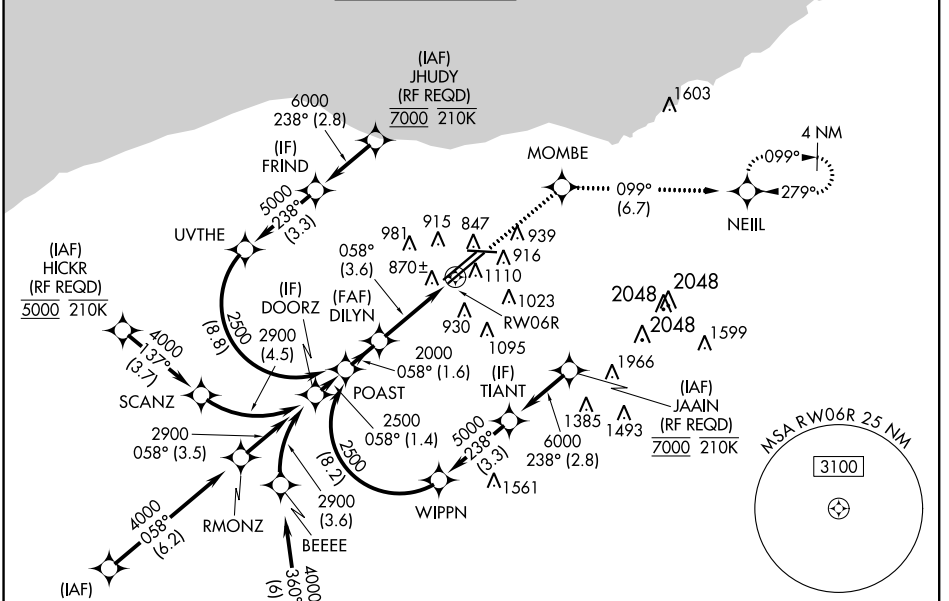 (IAF)
JHUDY
(RF REQD)
7000 210K
6000
238° (2.8)
(IF)
FRIND
5000
238°
(3.3)
UVTHE
1603
4 NM
099°
279°
MOMBE
099°
(6.7)
NEIIL
(IAF)
HICKR
(RF REQD)
5000 210K
981
915
847
939
916
870±
1110
1023
930
1095
RW06R
058°
(3.6)
(FAF)
DILYN
(IF)
DOORZ
2500
(8.8)
2900
(4.5)
4000
137°
(3.7)
SCANZ
2000
058° (1.6)
POAST
2500
058° (1.4)
2048
2048
2048
1599
1966
(IF)
TIANT
(IAF)
JAAIN
(RF REQD)
7000 210K
1385
1493
6000
238° (2.8)
5000
238°
(3.3)
1561
WIPPN
2500
(8.2)
2900
058° (3.5)
RMONZ
2900
(3.6)
BEEEE
4000
058°
(6.2)
(IAF)
4000
360°
(6)
MSA RW06R 25 NM
3100